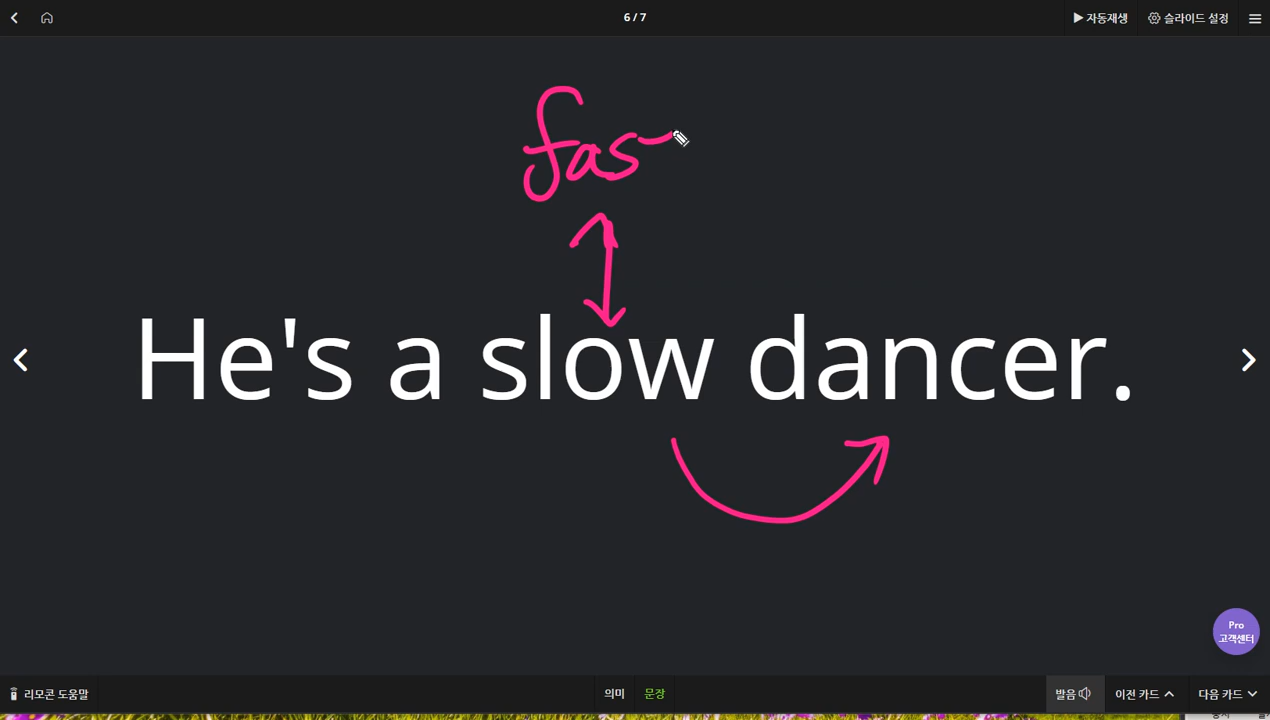 6 / 7
자동재생
슬라이드 설정
fas
He's a slow dancer.
Pro
고객센터
리모콘 도움말
의미
문장
발음
이전 카드
다음 카드